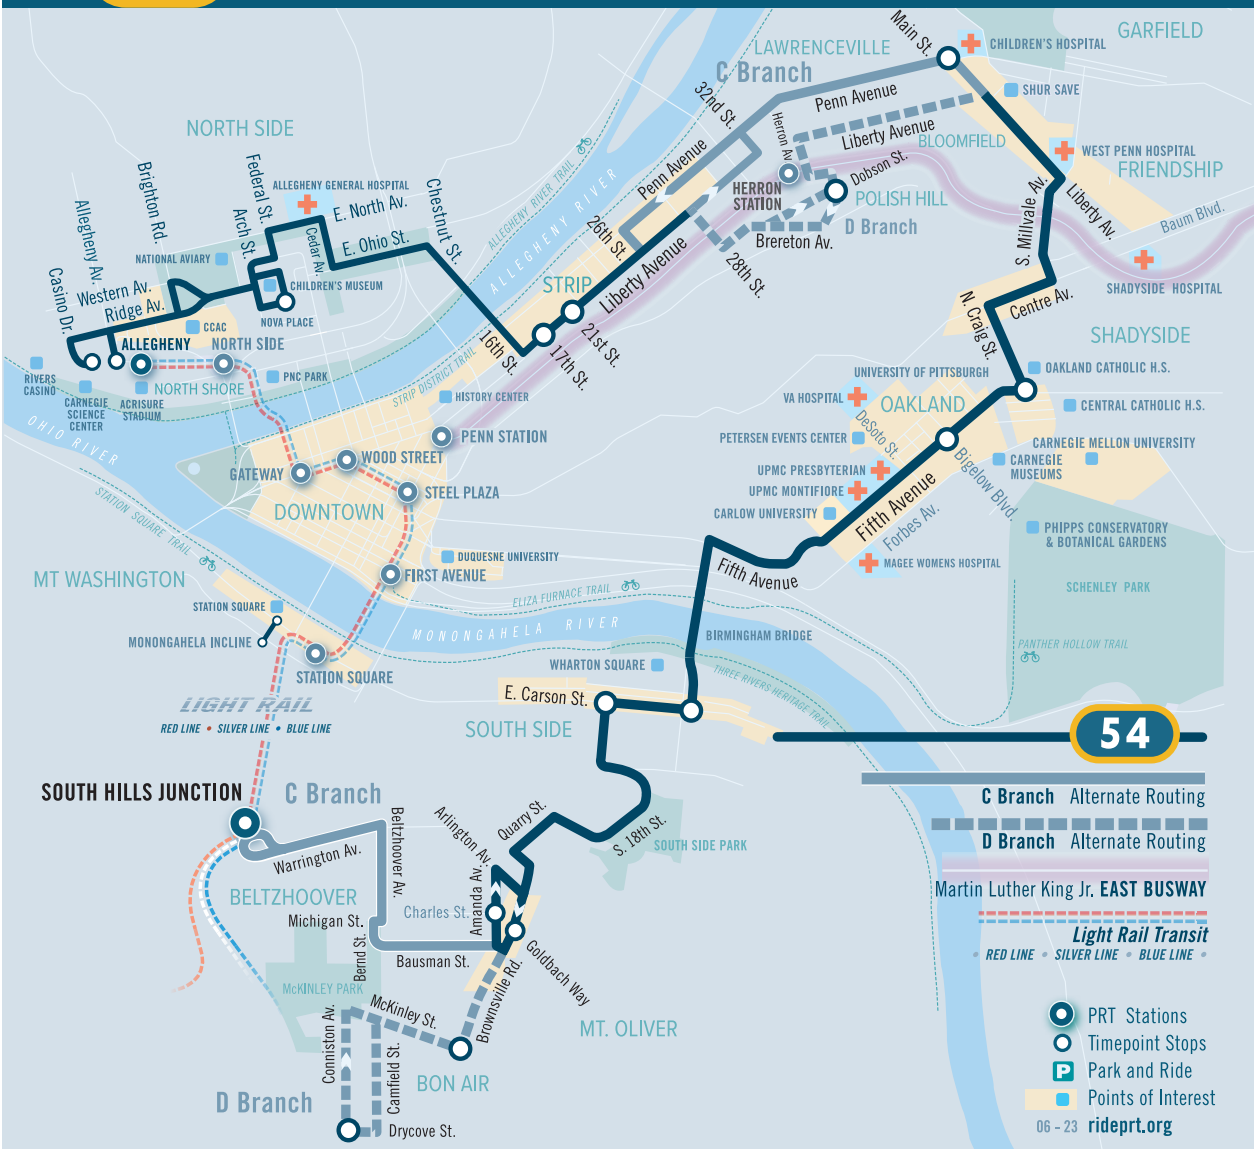 GARFIELD
Main St.
CHILDREN'S HOSPITAL
LAWRENCEVILLE
C Branch
32nd St.
Penn Avenue
SHUR SAVE
Herron Av.
Liberty Avenue
BLOOMFIELD
WEST PENN HOSPITAL
FRIENDSHIP
NORTH SIDE
Brighton Rd.
Federal St.
ALLEGHENY GENERAL HOSPITAL
Chestnut St.
ALLEGHENY RIVER TRAIL
ALLEGHENY RIVER
Penn Avenue
HERRON
STATION
Dobson St.
POLISH HILL
D Branch
Brereton Av.
S. Millvale Av.
Liberty Av.
Baum Blvd.
Allegheny Av.
Arch St.
E. North Av.
Cedar Av.
E. Ohio St.
26th St.
28th St.
NATIONAL AVIARY
CHILDREN'S MUSEUM
SHADYSIDE HOSPITAL
Casino Dr.
Western Av.
Ridge Av.
NOVA PLACE
STRIP
Liberty Avenue
N. Craig St.
Centre Av.
CCAC
ALLEGHENY
NORTH SIDE
16th St.
17th St.
21st St.
SHADYSIDE
RIVERS
CASINO
CARNEGIE
SCIENCE
CENTER
ACRISURE
STADIUM
NORTH SHORE
PNC PARK
STRIP DISTRICT TRAIL
HISTORY CENTER
UNIVERSITY OF PITTSBURGH
OAKLAND CATHOLIC H.S.
VA HOSPITAL
OAKLAND
CENTRAL CATHOLIC H.S.
DeSoto St.
OHIO RIVER
PENN STATION
PETERSEN EVENTS CENTER
CARNEGIE MELLON UNIVERSITY
WOOD STREET
GATEWAY
Bigelow Blvd.
CARNEGIE
MUSEUMS
UPMC PRESBYTERIAN
STEEL PLAZA
UPMC MONTIFIORE
STATION SQUARE TRAIL
DOWNTOWN
CARLOW UNIVERSITY
Fifth Avenue
Forbes Av.
PHIPPS CONSERVATORY
& BOTANICAL GARDENS
DUQUESNE UNIVERSITY
MT WASHINGTON
FIRST AVENUE
Fifth Avenue
MAGEE WOMENS HOSPITAL
ELIZA FURNACE TRAIL
SCHENLEY PARK
STATION SQUARE
MONONGAHELA INCLINE
MONONGAHELA RIVER
BIRMINGHAM BRIDGE
PANTHER HOLLOW TRAIL
STATION SQUARE
WHARTON SQUARE
THREE RIVERS HERITAGE TRAIL
LIGHT RAIL
RED LINE • SILVER LINE • BLUE LINE
E. Carson St.
SOUTH SIDE
54
SOUTH HILLS JUNCTION
C Branch
C Branch Alternate Routing
Beltzhoover Av.
Arlington Av.
Quarry St.
S. 18th St.
D Branch Alternate Routing
SOUTH SIDE PARK
Warrington Av.
BELTZHOOVER
Amanda Av.
Martin Luther King Jr. EAST BUSWAY
Charles St.
Michigan St.
Light Rail Transit
• RED LINE • SILVER LINE • BLUE LINE •
Bernd St.
Bausman St.
Goldbach Way
McKINLEY PARK
McKinley St.
Brownsville Rd.
MT. OLIVER
PRT Stations
Conniston Av.
Camfield St.
Timepoint Stops
P
Park and Ride
BON AIR
D Branch
Points of Interest
Drycove St.
06 - 23 rideprt.org